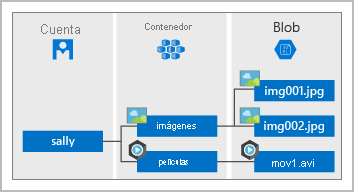 Cuenta
Contenedor
Blob
sally
imágenes
películas
img001.jpg
img002.jpg
mov1.avi